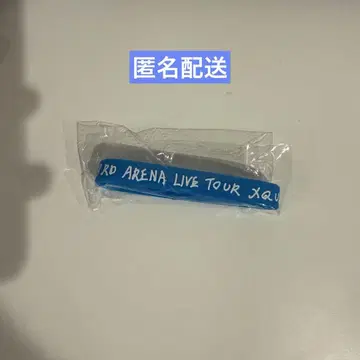 匿名配送
RD ARENA LIVE TOUR XQU